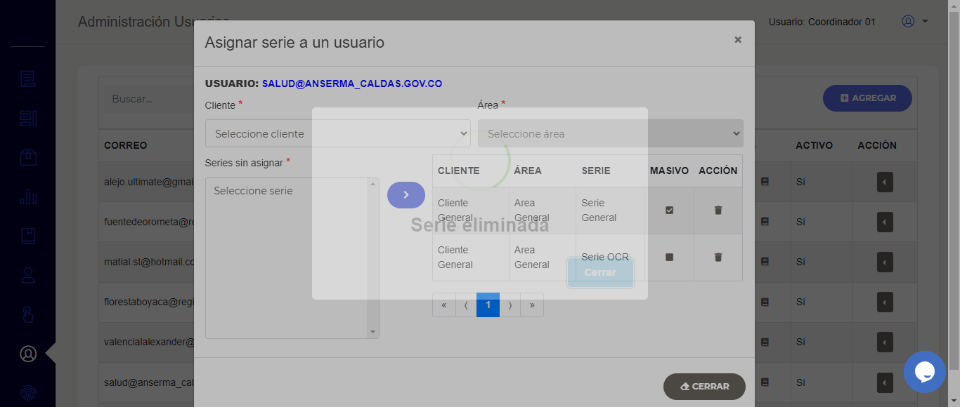 Administración Usuarios
Usuario: Coordinador 01
Asignar serie a un usuario
×
USUARIO: SALUD@ANSERMA_CALDAS.GOV.CO
Cliente *
Área *
Seleccione cliente
Seleccione área
Series sin asignar *
Seleccione serie
CLIENTE ÁREA SERIE MASIVO ACCIÓN
Cliente General Area General Serie General
Cliente General Area General Serie OCR
« ⟨ 1 ⟩ »
Serie eliminada
Cerrar
CERRAR
Buscar...
AGREGAR
CORREO ACTIVO ACCIÓN
alejo.ultimate@gmai Si
fuentedeorometa@re Si
matial.st@hotmail.co Si
florestaboyaca@regi Si
valencialalexander@ Si
salud@anserma_cal Si